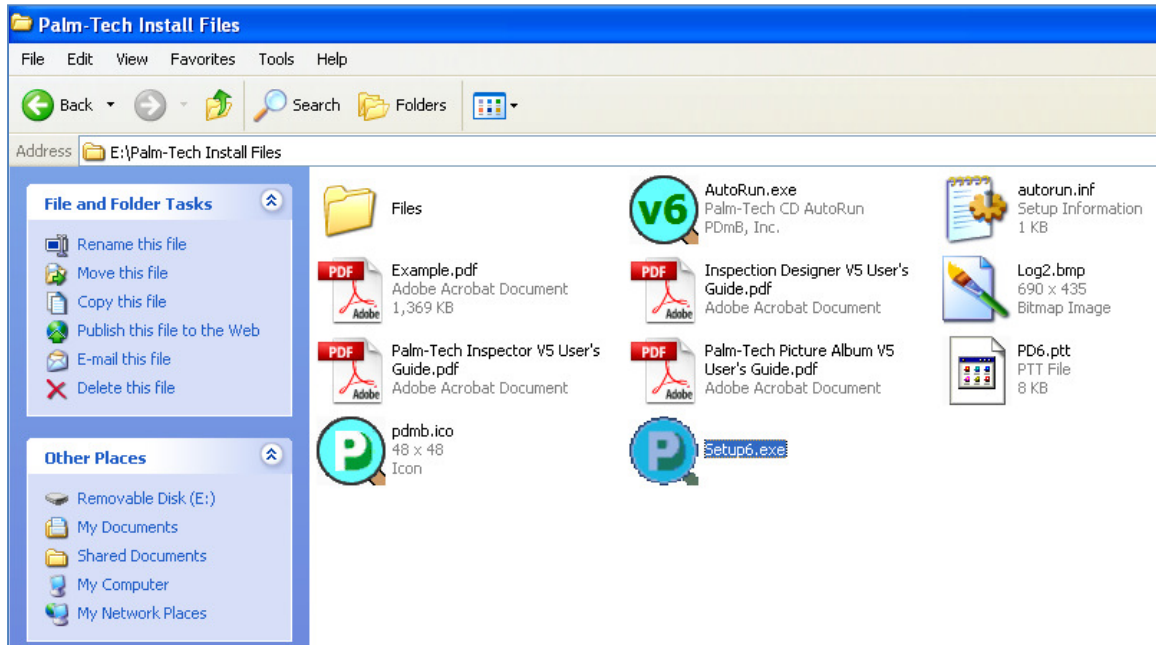 Palm-Tech Install Files
File Edit View Favorites Tools Help
Back Search Folders
Address E:\Palm-Tech Install Files
File and Folder Tasks
Rename this file
Move this file
Copy this file
Publish this file to the Web
E-mail this file
Delete this file
Other Places
Removable Disk (E:)
My Documents
Shared Documents
My Computer
My Network Places
Files
v6
AutoRun.exe
Palm-Tech CD AutoRun
PDmB, Inc.
autorun.inf
Setup Information
1 KB
PDF
Adobe
Example.pdf
Adobe Acrobat Document
1,369 KB
PDF
Adobe
Inspection Designer V5 User's
Guide.pdf
Adobe Acrobat Document
Log2.bmp
690 x 435
Bitmap Image
PDF
Adobe
Palm-Tech Inspector V5 User's
Guide.pdf
Adobe Acrobat Document
PDF
Adobe
Palm-Tech Picture Album V5
User's Guide.pdf
Adobe Acrobat Document
PD6.ptt
PTT File
8 KB
P
pdmb.ico
48 x 48
Icon
P
Setup6.exe